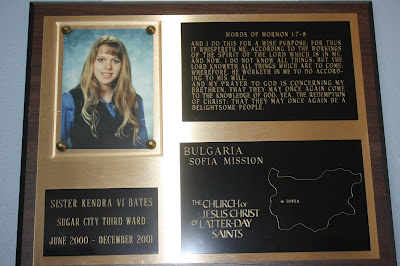 WORDS OF MORMON 1:7-8
AND I DO THIS FOR A WISE PURPOSE; FOR THUS
IT WHISPERETH ME, ACCORDING TO THE WORKINGS
OF THE SPIRIT OF THE LORD WHICH IS IN ME.
AND NOW, I DO NOT KNOW ALL THINGS; BUT THE
LORD KNOWETH ALL THINGS WHICH ARE TO COME;
WHEREFORE, HE WORKETH IN ME TO DO ACCOR-
DING TO HIS WILL.
AND MY PRAYER TO GOD IS CONCERNING MY
BRETHREN, THAT THEY MAY ONCE AGAIN COME
TO THE KNOWLEDGE OF GOD, YEA, THE REDEMPTION
OF CHRIST; THAT THEY MAY ONCE AGAIN BE A
DELIGHTSOME PEOPLE.
BULGARIA
SOFIA MISSION
SOFIA
THE CHURCH of
JESUS CHRIST
of LATTER-DAY
SAINTS
SISTER KENDRA VI BATES
SUGAR CITY THIRD WARD
JUNE 2000 - DECEMBER 2001